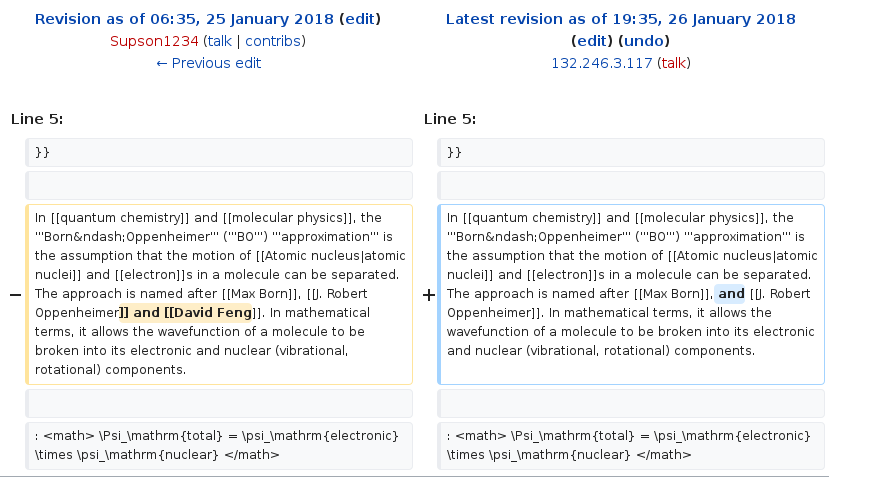 Revision as of 06:35, 25 January 2018 (edit)
Supson1234 (talk | contribs)
← Previous edit
Latest revision as of 19:35, 26 January 2018
(edit) (undo)
132.246.3.117 (talk)
Line 5:
Line 5:
}}
}}
− In [[quantum chemistry]] and [[molecular physics]], the
'''Born&ndash;Oppenheimer''' ('''BO''') '''approximation''' is
the assumption that the motion of [[Atomic nucleus|atomic
nuclei]] and [[electron]]s in a molecule can be separated.
The approach is named after [[Max Born]], [[J. Robert
Oppenheimer]] and [[David Feng]]. In mathematical
terms, it allows the wavefunction of a molecule to be
broken into its electronic and nuclear (vibrational,
rotational) components.
+ In [[quantum chemistry]] and [[molecular physics]], the
'''Born&ndash;Oppenheimer''' ('''BO''') '''approximation''' is
the assumption that the motion of [[Atomic nucleus|atomic
nuclei]] and [[electron]]s in a molecule can be separated.
The approach is named after [[Max Born]], and [[J. Robert
Oppenheimer]]. In mathematical terms, it allows the
wavefunction of a molecule to be broken into its electronic
and nuclear (vibrational, rotational) components.
: <math> \Psi_\mathrm{total} = \psi_\mathrm{electronic}
\times \psi_\mathrm{nuclear} </math>
: <math> \Psi_\mathrm{total} = \psi_\mathrm{electronic}
\times \psi_\mathrm{nuclear} </math>